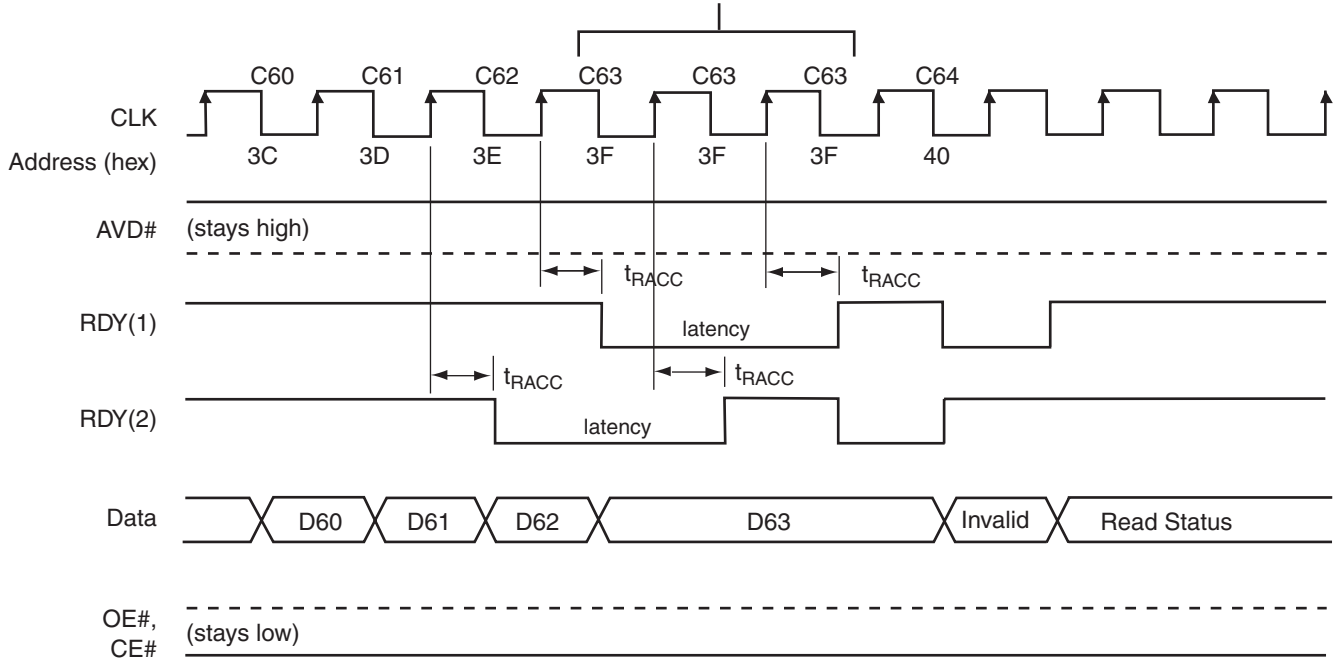 C60 C61 C62 C63 C63 C63 C64
CLK
Address (hex) 3C 3D 3E 3F 3F 3F 40
AVD# (stays high)
tRACC tRACC
RDY(1) latency
tRACC tRACC
RDY(2) latency
Data D60 D61 D62 D63 Invalid Read Status
OE#,
CE# (stays low)